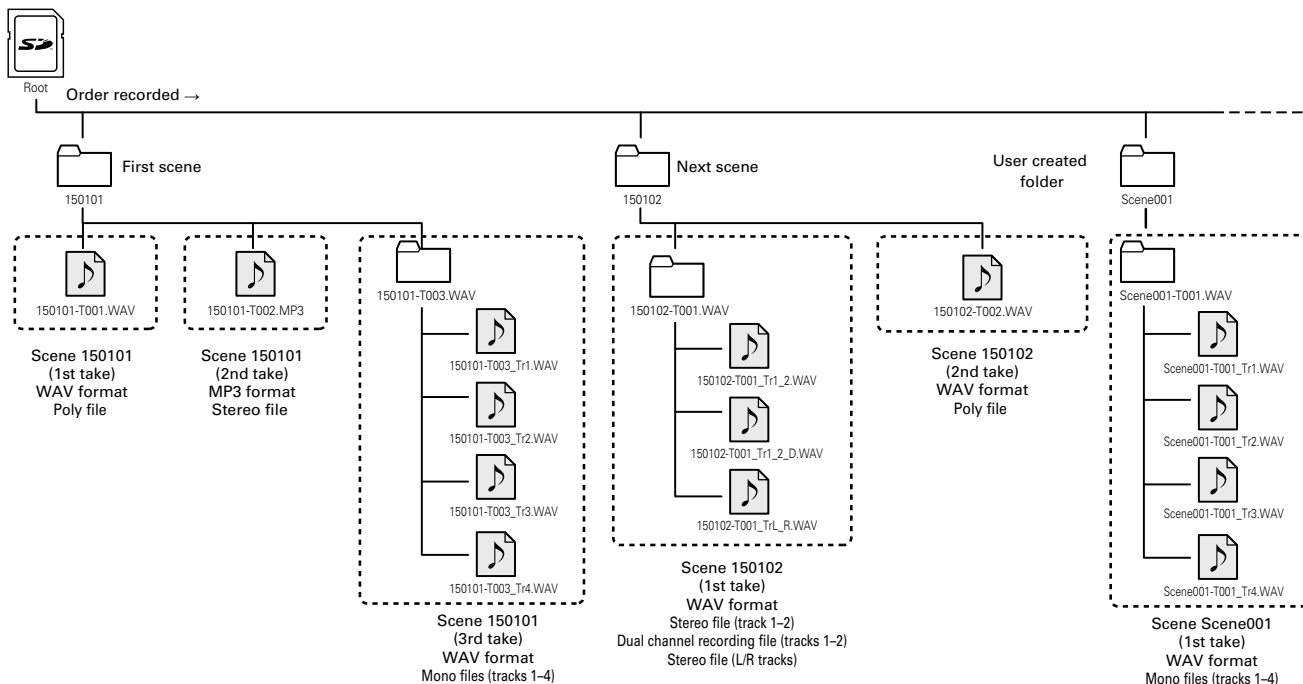 SD
Root
Order recorded →
First scene
150101
Next scene
150102
User created
folder
Scene001
150101-T001.WAV
Scene 150101
(1st take)
WAV format
Poly file
150101-T002.MP3
Scene 150101
(2nd take)
MP3 format
Stereo file
150101-T003.WAV
150101-T003_Tr1.WAV
150101-T003_Tr2.WAV
150101-T003_Tr3.WAV
150101-T003_Tr4.WAV
Scene 150101
(3rd take)
WAV format
Mono files (tracks 1–4)
150102-T001.WAV
150102-T001_Tr1_2.WAV
150102-T001_Tr1_2_D.WAV
150102-T001_TrL_R.WAV
Scene 150102
(1st take)
WAV format
Stereo file (track 1–2)
Dual channel recording file (tracks 1–2)
Stereo file (L/R tracks)
150102-T002.WAV
Scene 150102
(2nd take)
WAV format
Poly file
Scene001-T001.WAV
Scene001-T001_Tr1.WAV
Scene001-T001_Tr2.WAV
Scene001-T001_Tr3.WAV
Scene001-T001_Tr4.WAV
Scene Scene001
(1st take)
WAV format
Mono files (tracks 1–4)